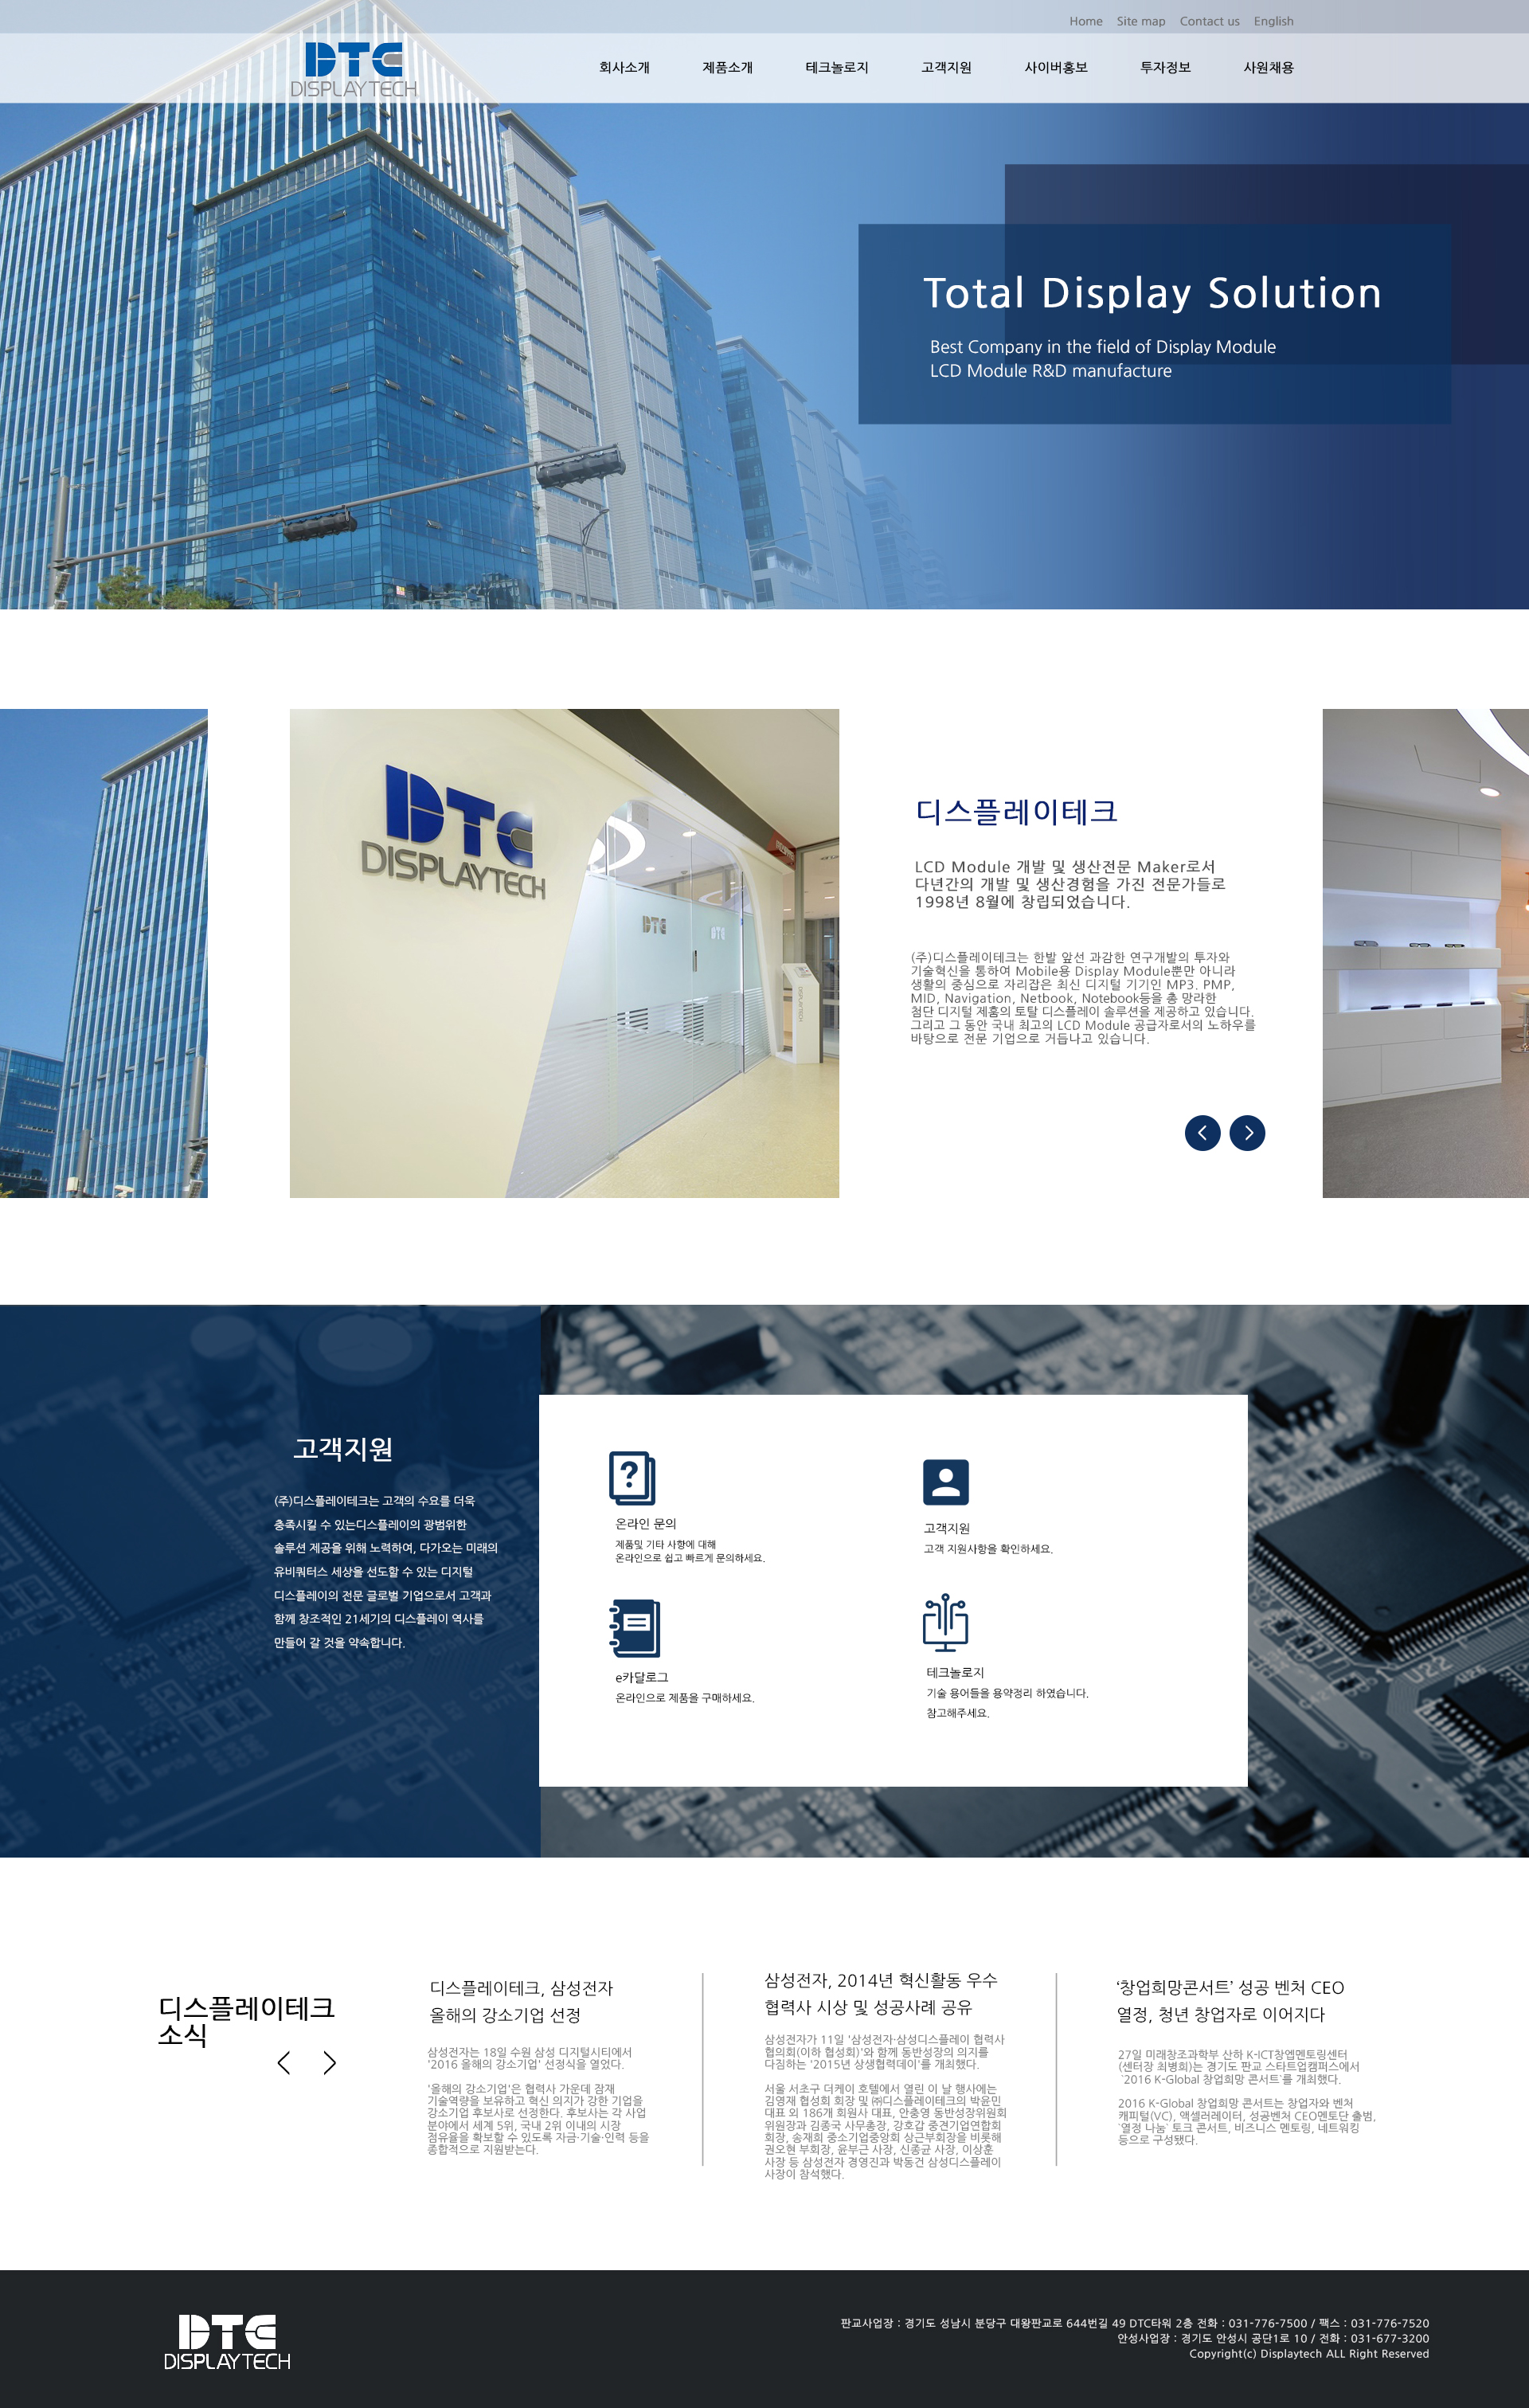 Home Site map Contact us English
DTC
DISPLAYTECH
회사소개 제품소개 테크놀로지 고객지원 사이버홍보 투자정보 사원채용
Total Display Solution
Best Company in the field of Display Module
LCD Module R&D manufacture
DTC
DISPLAYTECH
DTC
DTC
DISPLAYTECH
디스플레이테크
LCD Module 개발 및 생산전문 Maker로서
다년간의 개발 및 생산경험을 가진 전문가들로
1998년 8월에 창립되었습니다.
(주)디스플레이테크는 한발 앞선 과감한 연구개발의 투자와
기술혁신을 통하여 Mobile용 Display Module뿐만 아니라
생활의 중심으로 자리잡은 최신 디지털 기기인 MP3. PMP,
MID, Navigation, Netbook, Notebook등을 총 망라한
첨단 디지털 제훔의 토탈 디스플레이 솔루션을 제공하고 있습니다.
그리고 그 동안 국내 최고의 LCD Module 공급자로서의 노하우를
바탕으로 전문 기업으로 거듭나고 있습니다.
고객지원
(주)디스플레이테크는 고객의 수요를 더욱
충족시킬 수 있는디스플레이의 광범위한
솔루션 제공을 위해 노력하여, 다가오는 미래의
유비쿼터스 세상을 선도할 수 있는 디지털
디스플레이의 전문 글로벌 기업으로서 고객과
함께 창조적인 21세기의 디스플레이 역사를
만들어 갈 것을 약속합니다.
온라인 문의
제품및 기타 사항에 대해
온라인으로 쉽고 빠르게 문의하세요.
고객지원
고객 지원사항을 확인하세요.
e카달로그
온라인으로 제품을 구매하세요.
테크놀로지
기술 용어들을 용약정리 하였습니다.
참고해주세요.
디스플레이테크
소식
디스플레이테크, 삼성전자
올해의 강소기업 선정
삼성전자는 18일 수원 삼성 디지털시티에서
'2016 올해의 강소기업' 선정식을 열었다.
'올해의 강소기업'은 협력사 가운데 잠재
기술역량을 보유하고 혁신 의지가 강한 기업을
강소기업 후보사로 선정한다. 후보사는 각 사업
분야에서 세계 5위, 국내 2위 이내의 시장
점유율을 확보할 수 있도록 자금·기술·인력 등을
종합적으로 지원받는다.
삼성전자, 2014년 혁신활동 우수
협력사 시상 및 성공사례 공유
삼성전자가 11일 '삼성전자·삼성디스플레이 협력사
협의회(이하 협성회)'와 함께 동반성장의 의지를
다짐하는 '2015년 상생협력데이'를 개최했다.
서울 서초구 더케이 호텔에서 열린 이 날 행사에는
김영재 협성회 회장 및 ㈜디스플레이테크의 박윤민
대표 외 186개 회원사 대표, 안충영 동반성장위원회
위원장과 김종국 사무총장, 강호갑 중견기업연합회
회장, 송재희 중소기업중앙회 상근부회장을 비롯해
권오현 부회장, 윤부근 사장, 신종균 사장, 이상훈
사장 등 삼성전자 경영진과 박동건 삼성디스플레이
사장이 참석했다.
‘창업희망콘서트’ 성공 벤처 CEO
열정, 청년 창업자로 이어지다
27일 미래창조과학부 산하 K-ICT창엽멘토링센터
(센터장 최병희)는 경기도 판교 스타트업캠퍼스에서
`2016 K-Global 창업희망 콘서트`를 개최했다.
2016 K-Global 창업희망 콘서트는 창업자와 벤처
캐피털(VC), 액셀러레이터, 성공벤처 CEO멘토단 출범,
`열정 나눔` 토크 콘서트, 비즈니스 멘토링, 네트워킹
등으로 구성됐다.
DTC
DISPLAYTECH
판교사업장 : 경기도 성남시 분당구 대왕판교로 644번길 49 DTC타워 2층 전화 : 031-776-7500 / 팩스 : 031-776-7520
안성사업장 : 경기도 안성시 공단1로 10 / 전화 : 031-677-3200
Copyright(c) Displaytech ALL Right Reserved